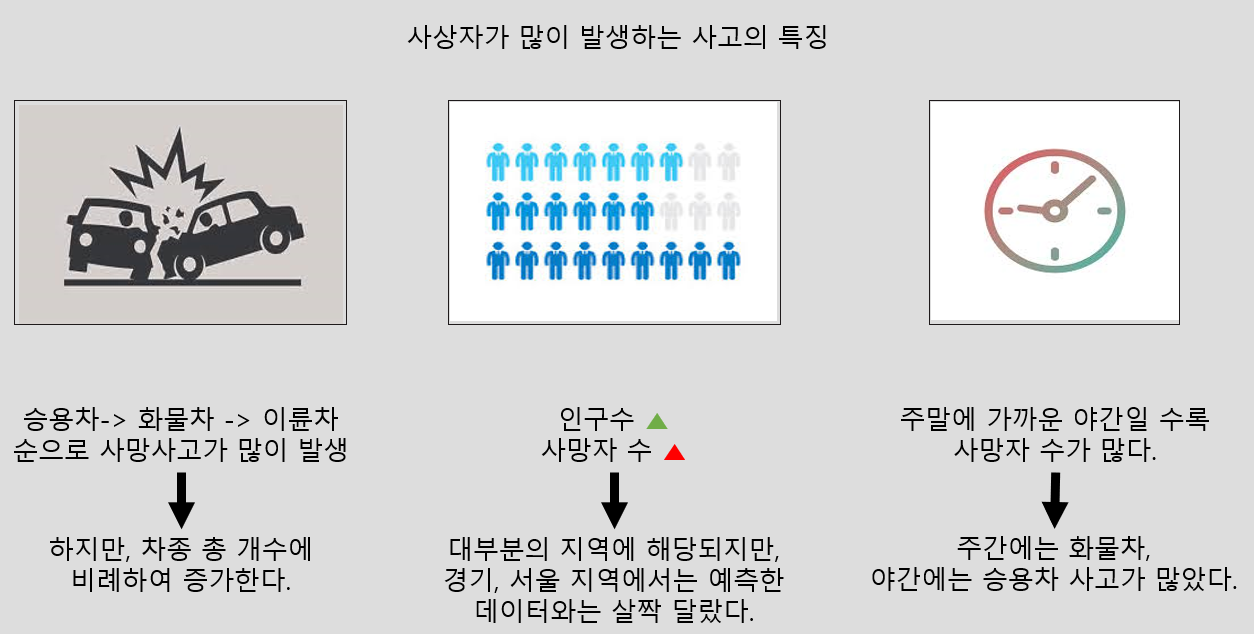 사상자가 많이 발생하는 사고의 특징
승용차-> 화물차 -> 이륜차
순으로 사망사고가 많이 발생
하지만, 차종 총 개수에
비례하여 증가한다.
인구수
사망자 수
대부분의 지역에 해당되지만,
경기, 서울 지역에서는 예측한
데이터와는 살짝 달랐다.
주말에 가까운 야간일 수록
사망자 수가 많다.
주간에는 화물차,
야간에는 승용차 사고가 많았다.